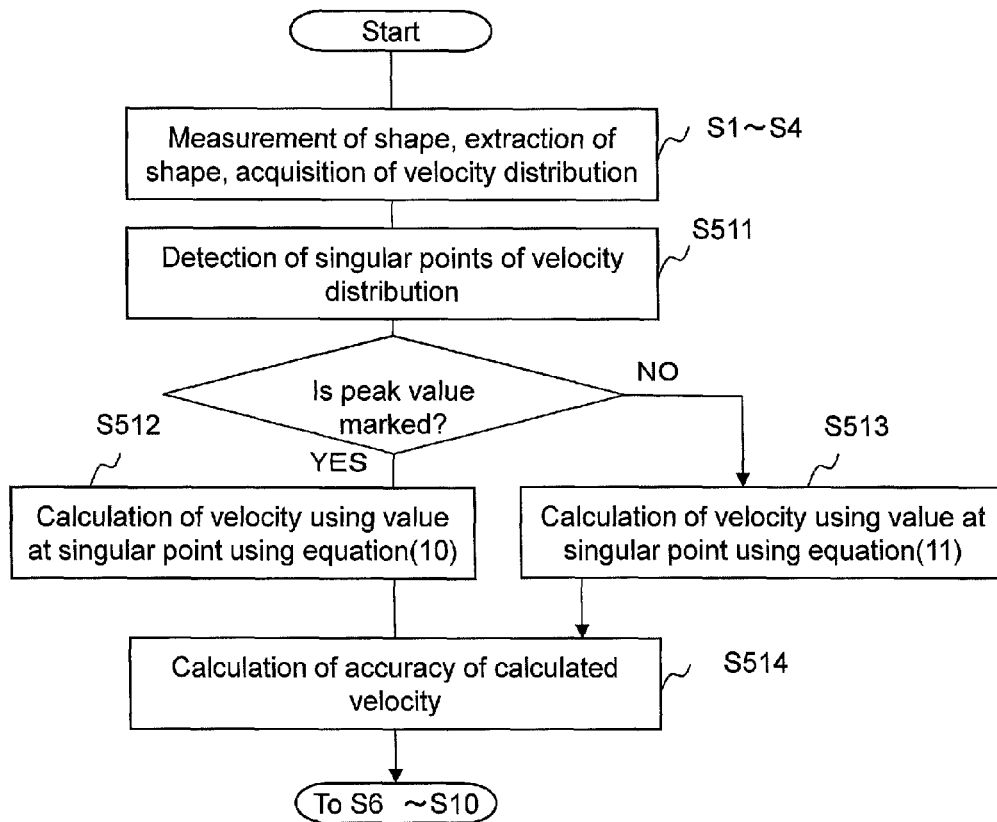 Start
Measurement of shape, extraction of
shape, acquisition of velocity distribution
S1～S4
Detection of singular points of velocity
distribution
S511
Is peak value
marked?
NO
YES
S512
Calculation of velocity using value
at singular point using equation(10)
S513
Calculation of velocity using value at
singular point using equation(11)
Calculation of accuracy of calculated
velocity
S514
To S6 ～S10